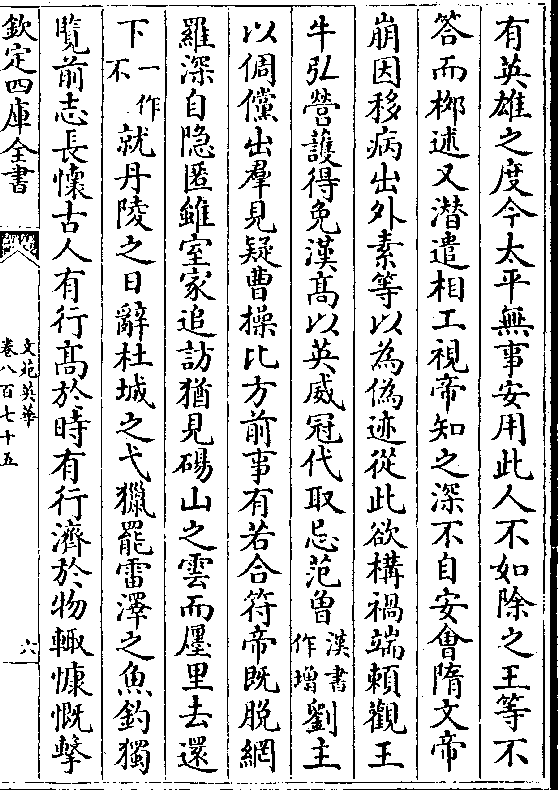 有英雄之度今太平無事安用此人不如除之王等不
答而栁述又潜遣相工視帝知之深不自安會隋文帝
崩因移病出外素等以為偽迹從此欲構禍端頼觀王
牛弘營護得免漢髙以英威冠代取忌范曾漢書作增劉主
以倜儻出羣見疑曹操比方前事有若合符帝既脱網
羅深自隐匿雖室家追訪猶見碭山之雲而廛里去還
下一作不就丹陵之日辭杜城之弋獵罷雷澤之魚釣獨
覽前志長懐古人有行髙於時有行濟於物輙慷慨擊
欽定四庫全書
文苑英華
卷八百七十五
六